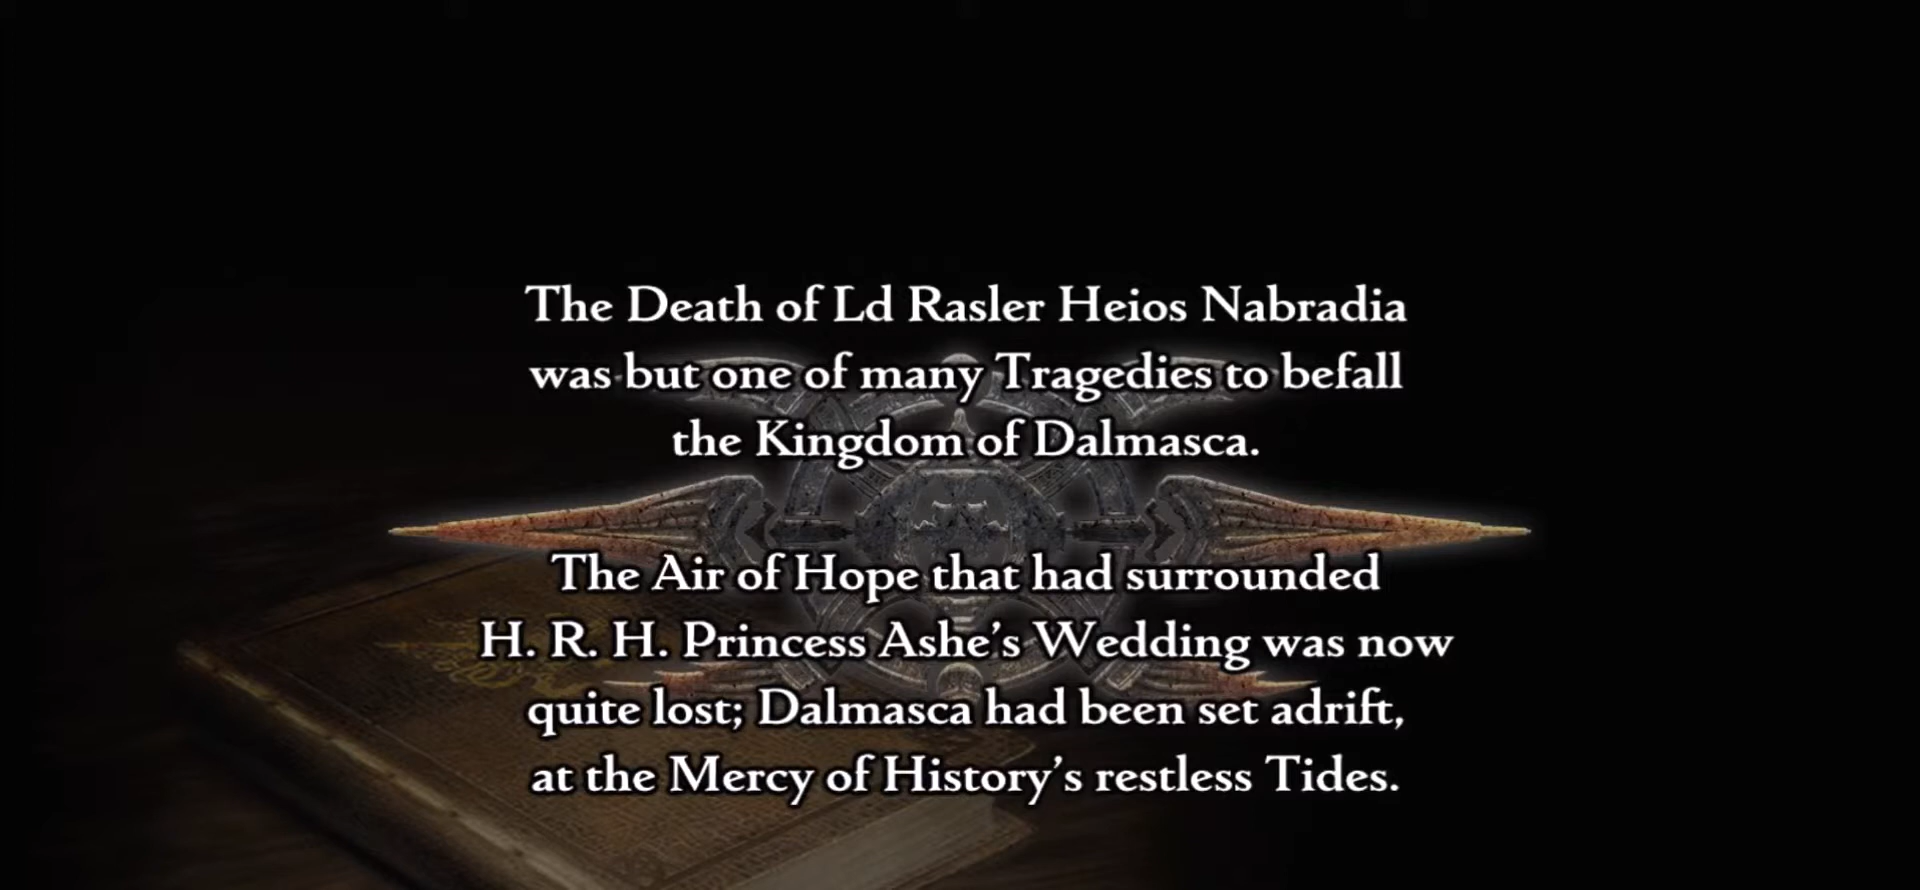 The Death of Ld Rasler Heios Nabradia
was but one of many Tragedies to befall
the Kingdom of Dalmasca.
The Air of Hope that had surrounded
H. R. H. Princess Ashe's Wedding was now
quite lost; Dalmasca had been set adrift,
at the Mercy of History's restless Tides.